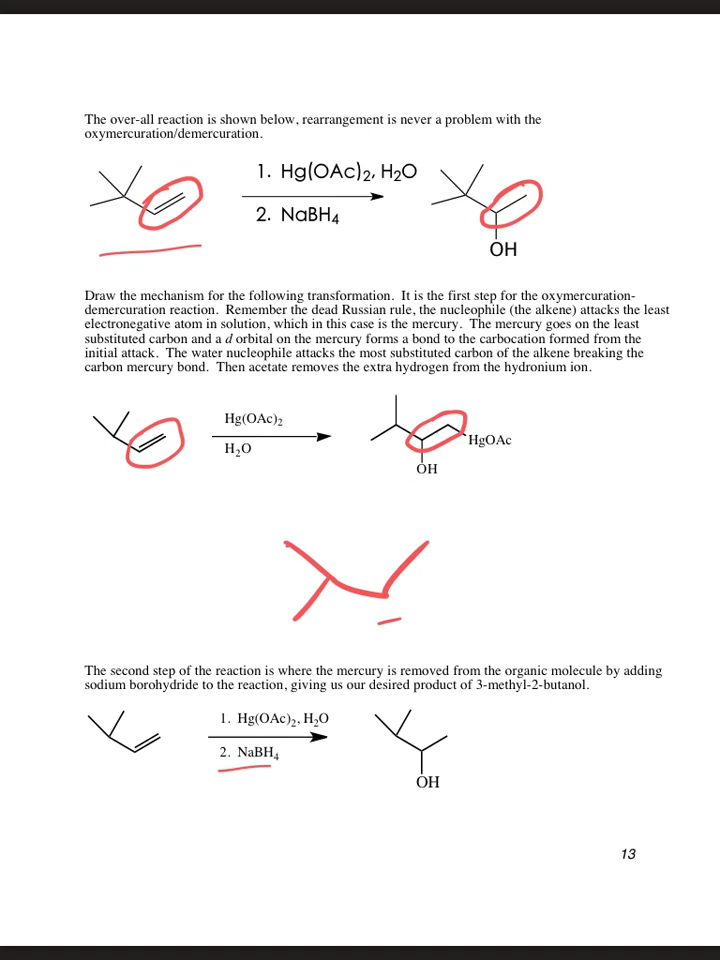 The over-all reaction is shown below, rearrangement is never a problem with the
oxymercuration/demercuration.
1. Hg(OAc)₂, H₂O
2. NaBH₄
OH
Draw the mechanism for the following transformation. It is the first step for the oxymercuration-
demercuration reaction. Remember the dead Russian rule, the nucleophile (the alkene) attacks the least
electronegative atom in solution, which in this case is the mercury. The mercury goes on the least
substituted carbon and a d orbital on the mercury forms a bond to the carbocation formed from the
initial attack. The water nucleophile attacks the most substituted carbon of the alkene breaking the
carbon mercury bond. Then acetate removes the extra hydrogen from the hydronium ion.
Hg(OAc)₂
H₂O
HgOAc
OH
The second step of the reaction is where the mercury is removed from the organic molecule by adding
sodium borohydride to the reaction, giving us our desired product of 3-methyl-2-butanol.
1. Hg(OAc)₂, H₂O
2. NaBH₄
OH
13